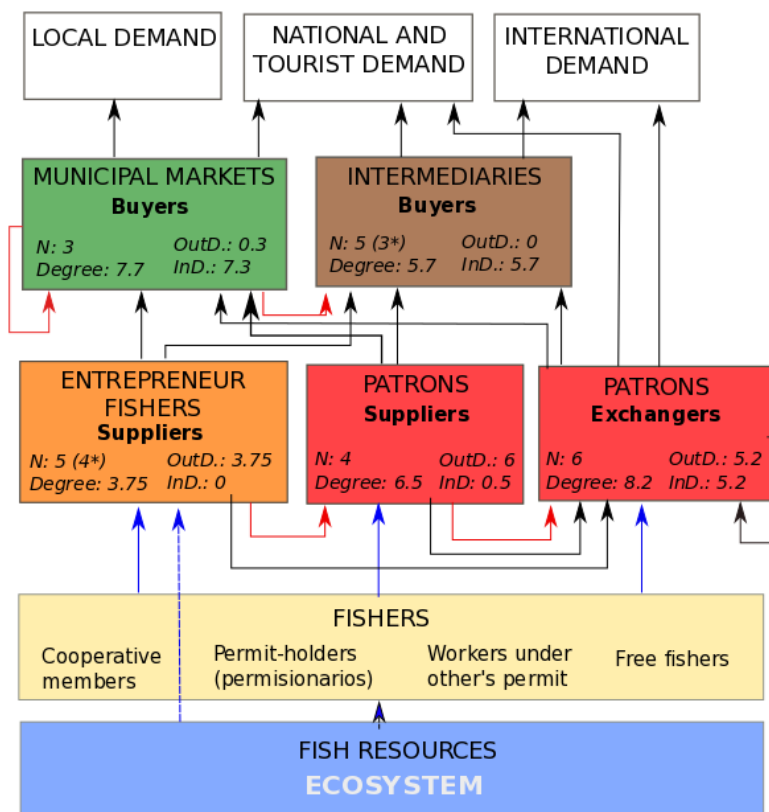 LOCAL DEMAND
NATIONAL AND
TOURIST DEMAND
INTERNATIONAL
DEMAND
MUNICIPAL MARKETS
Buyers
N: 3 OutD.: 0.3
Degree: 7.7 InD.: 7.3
INTERMEDIARIES
Buyers
N: 5 (3*) OutD.: 0
Degree: 5.7 InD.: 5.7
ENTREPRENEUR
FISHERS
Suppliers
N: 5 (4*) OutD.: 3.75
Degree: 3.75 InD.: 0
PATRONS
Suppliers
N: 4 OutD.: 6
Degree: 6.5 InD: 0.5
PATRONS
Exchangers
N: 6 OutD.: 5.2
Degree: 8.2 InD.: 5.2
FISHERS
Cooperative
members
Permit-holders
(permisionarios)
Workers under
other's permit
Free fishers
FISH RESOURCES
ECOSYSTEM